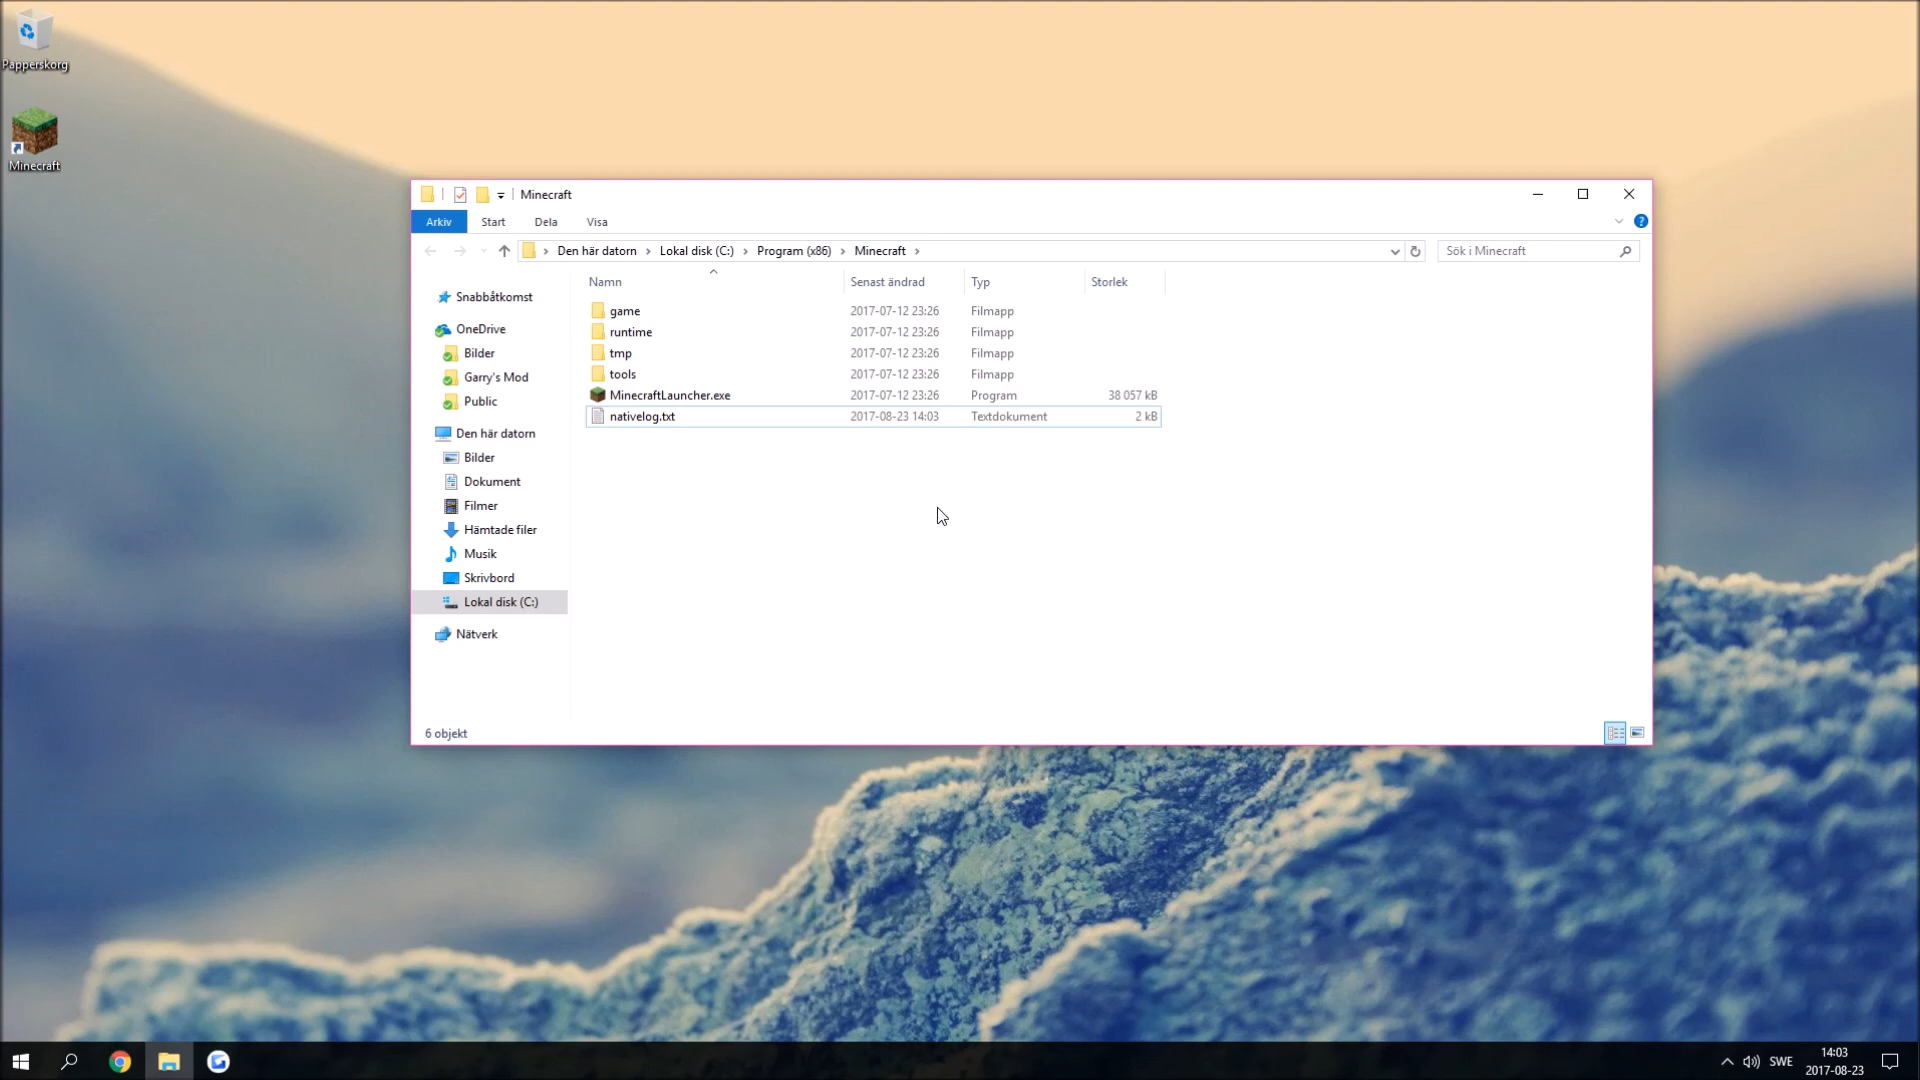 Papperskorg
Minecraft
Minecraft
Arkiv Start Dela Visa
Den här datorn Lokal disk (C:) Program (x86) Minecraft Sök i Minecraft
Namn Senast ändrad Typ Storlek
game 2017-07-12 23:26 Filmapp
runtime 2017-07-12 23:26 Filmapp
tmp 2017-07-12 23:26 Filmapp
tools 2017-07-12 23:26 Filmapp
MinecraftLauncher.exe 2017-07-12 23:26 Program 38 057 kB
nativelog.txt 2017-08-23 14:03 Textdokument 2 kB
Snabbåtkomst
OneDrive
Bilder
Garry's Mod
Public
Den här datorn
Bilder
Dokument
Filmer
Hämtade filer
Musik
Skrivbord
Lokal disk (C:)
Nätverk
6 objekt
SWE
14:03
2017-08-23